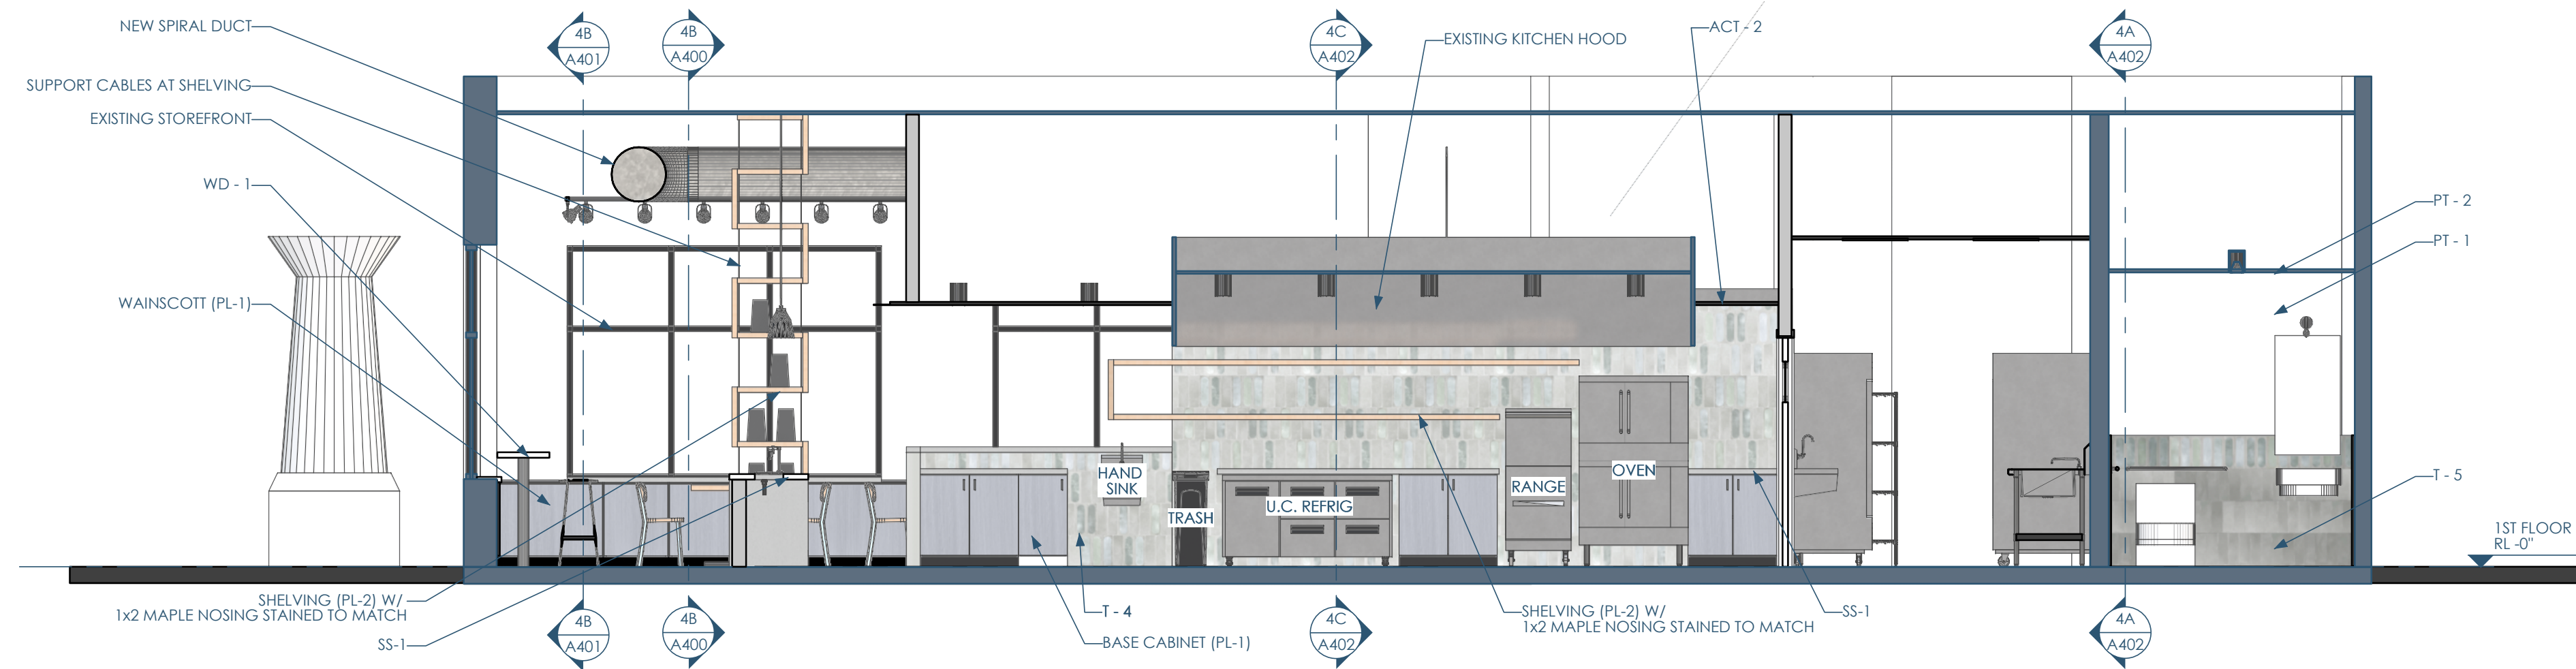 NEW SPIRAL DUCT
SUPPORT CABLES AT SHELVING
EXISTING STOREFRONT
WD - 1
WAINSCOTT (PL-1)
4B
A401
4B
A400
4C
A402
EXISTING KITCHEN HOOD
ACT - 2
4A
A402
PT - 2
PT - 1
T - 5
1ST FLOOR
RL -0"
HAND
SINK
TRASH
U.C. REFRIG
RANGE
OVEN
SHELVING (PL-2) W/
1x2 MAPLE NOSING STAINED TO MATCH
SS-1
4B
A401
4B
A400
T - 4
BASE CABINET (PL-1)
4C
A402
SHELVING (PL-2) W/
1x2 MAPLE NOSING STAINED TO MATCH
SS-1
4A
A402